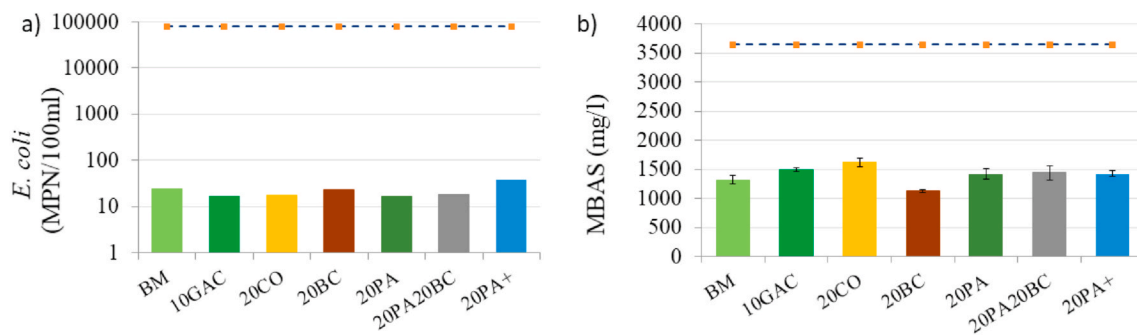 a)
100000
10000
1000
100
10
1
E. coli
(MPN/100ml)
BM
10GAC
20CO
20BC
20PA
20PA20BC
20PA+
b)
4000
3500
3000
2500
2000
1500
1000
500
0
MBAS (mg/l)
BM
10GAC
20CO
20BC
20PA
20PA20BC
20PA+